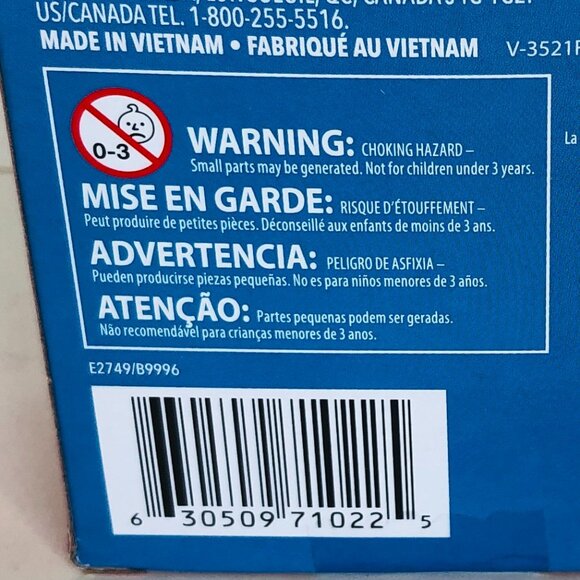 US/CANADA TEL. 1-800-255-5516.
MADE IN VIETNAM • FABRIQUÉ AU VIETNAM V-3521F
La
0-3
WARNING: CHOKING HAZARD –
Small parts may be generated. Not for children under 3 years.
MISE EN GARDE: RISQUE D'ÉTOUFFEMENT –
Peut produire de petites pièces. Déconseillé aux enfants de moins de 3 ans.
ADVERTENCIA: PELIGRO DE ASFIXIA –
Pueden producirse piezas pequeñas. No es para niños menores de 3 años.
ATENÇÃO: Partes pequenas podem ser geradas.
Não recomendável para crianças menores de 3 anos.
E2749/B9996
6 30509 71022 5